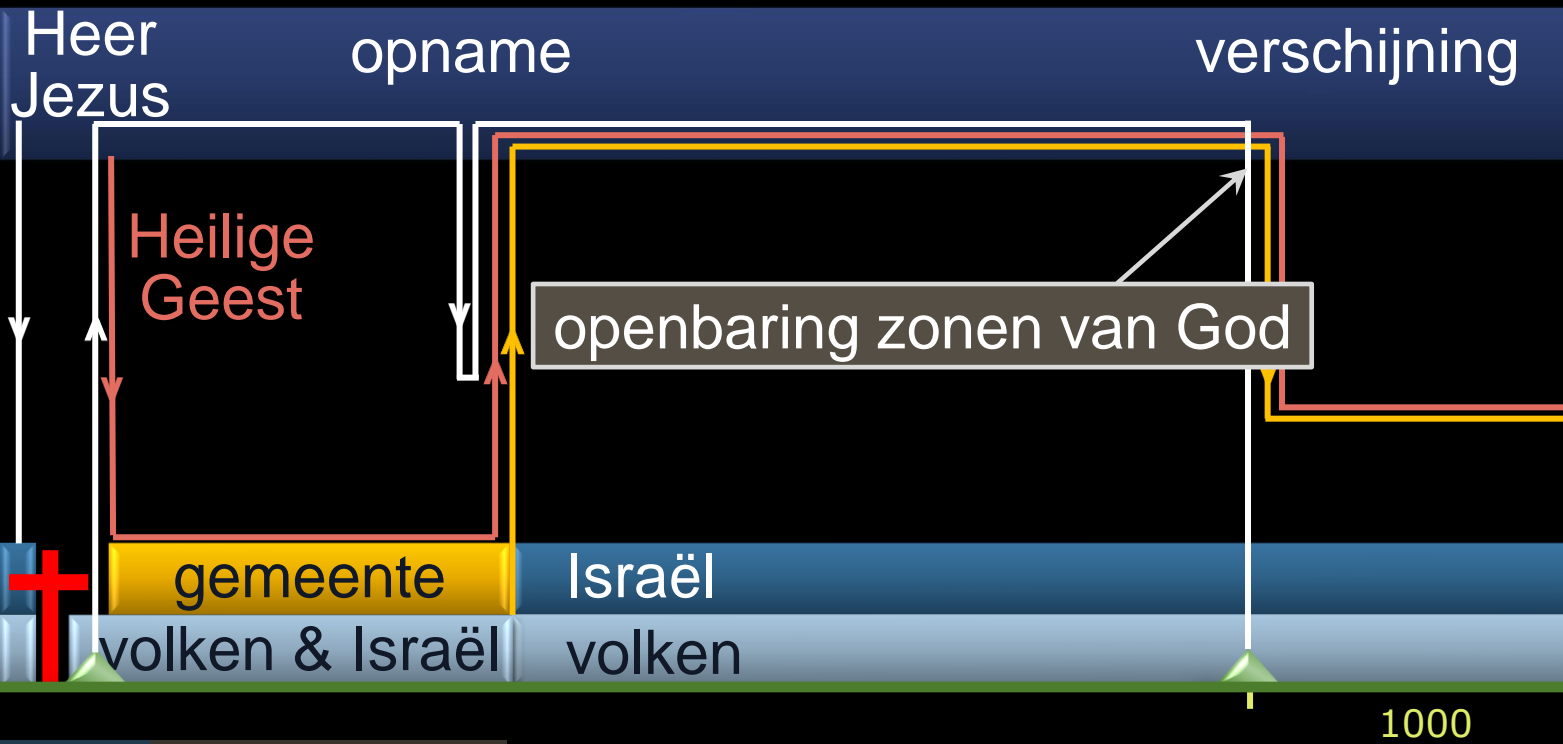 Heer
Jezus
opname
verschijning
Heilige
Geest
openbaring zonen van God
gemeente
Israël
volken & Israël
volken
1000